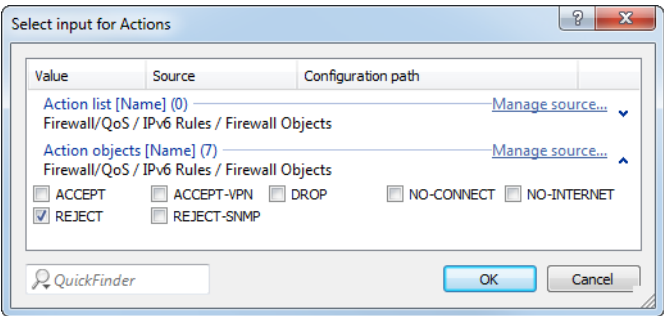 Select input for Actions
Value Source Configuration path
Action list [Name] (0) Manage source...
Firewall/QoS / IPv6 Rules / Firewall Objects
Action objects [Name] (7) Manage source...
Firewall/QoS / IPv6 Rules / Firewall Objects
ACCEPT ACCEPT-VPN DROP NO-CONNECT NO-INTERNET
REJECT REJECT-SNMP
QuickFinder OK Cancel